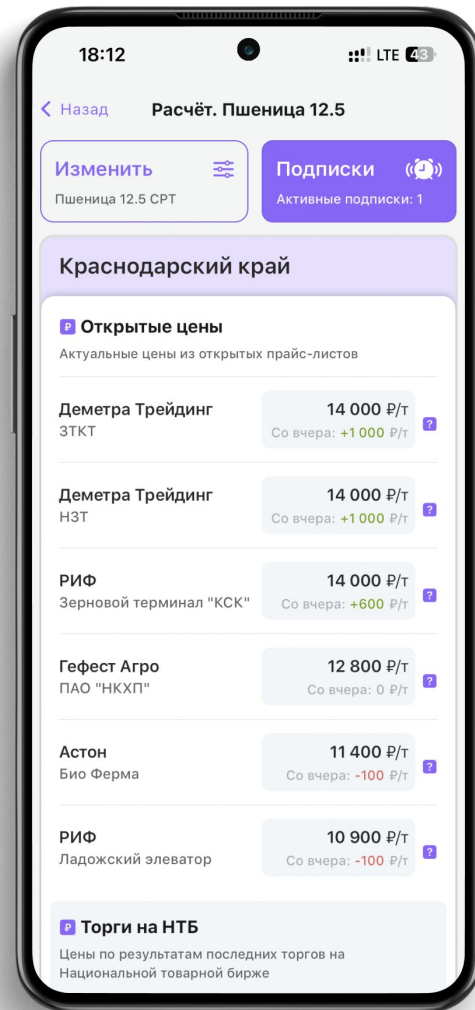 18:12
LTE 43
Назад
Расчёт. Пшеница 12.5
Изменить
Пшеница 12.5 CPT
Подписки
Активные подписки: 1
Краснодарский край
₽ Открытые цены
Актуальные цены из открытых прайс-листов
Деметра Трейдинг
ЗТКТ
14 000 ₽/т
Со вчера: +1 000 ₽/т
?
Деметра Трейдинг
НЗТ
14 000 ₽/т
Со вчера: +1 000 ₽/т
?
РИФ
Зерновой терминал "КСК"
14 000 ₽/т
Со вчера: +600 ₽/т
?
Гефест Агро
ПАО "НКХП"
12 800 ₽/т
Со вчера: 0 ₽/т
?
Астон
Био Ферма
11 400 ₽/т
Со вчера: -100 ₽/т
?
РИФ
Ладожский элеватор
10 900 ₽/т
Со вчера: -100 ₽/т
?
₽ Торги на НТБ
Цены по результатам последних торгов на
Национальной товарной бирже